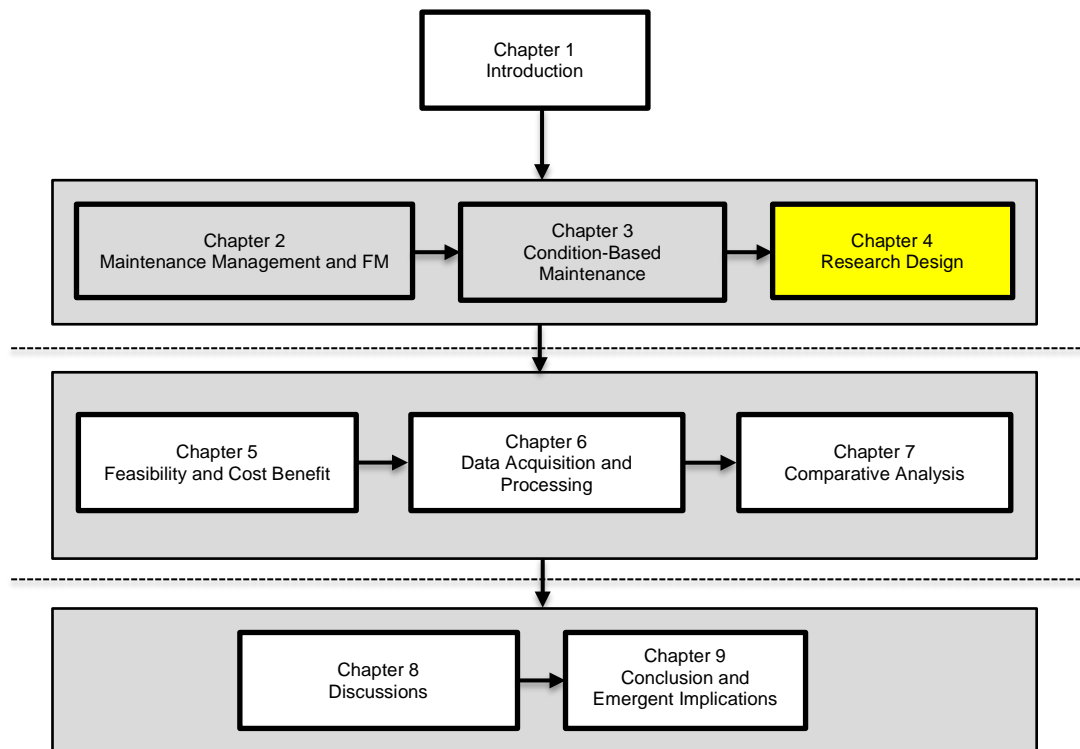 Chapter 1
Introduction
Chapter 2
Maintenance Management and FM
Chapter 3
Condition-Based
Maintenance
Chapter 4
Research Design
Chapter 5
Feasibility and Cost Benefit
Chapter 6
Data Acquisition and
Processing
Chapter 7
Comparative Analysis
Chapter 8
Discussions
Chapter 9
Conclusion and
Emergent Implications